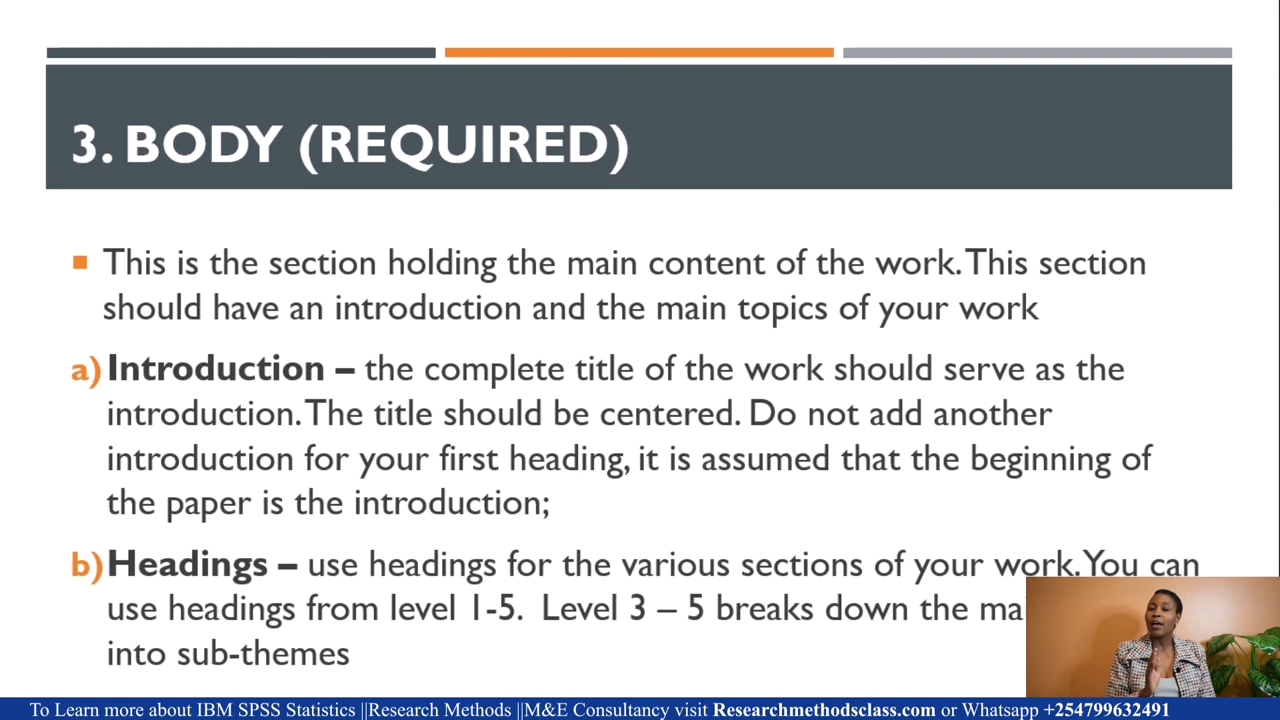 3. BODY (REQUIRED)
This is the section holding the main content of the work. This section
should have an introduction and the main topics of your work
a) Introduction – the complete title of the work should serve as the
introduction. The title should be centered. Do not add another
introduction for your first heading, it is assumed that the beginning of
the paper is the introduction;
b) Headings – use headings for the various sections of your work. You can
use headings from level 1-5. Level 3 – 5 breaks down the
into sub-themes
To Learn more about IBM SPSS Statistics ||Research Methods ||M&E Consultancy visit Researchmethodsclass.com or Whatsapp +254799632491